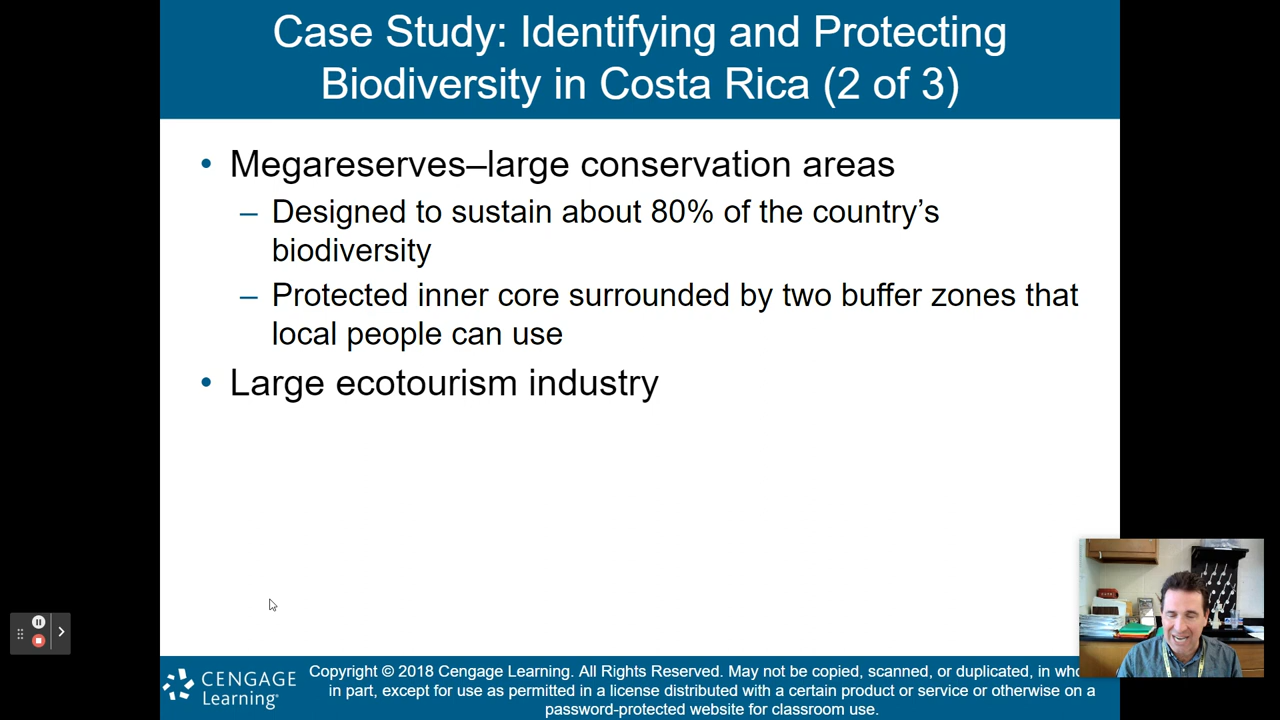 Case Study: Identifying and Protecting
Biodiversity in Costa Rica (2 of 3)
• Megareserves–large conservation areas
– Designed to sustain about 80% of the country’s
biodiversity
– Protected inner core surrounded by two buffer zones that
local people can use
• Large ecotourism industry
CENGAGE
Learning
Copyright © 2018 Cengage Learning. All Rights Reserved. May not be copied, scanned, or duplicated, in
in part, except for use as permitted in a license distributed with a certain product or service or otherwise on a
password-protected website for classroom use.